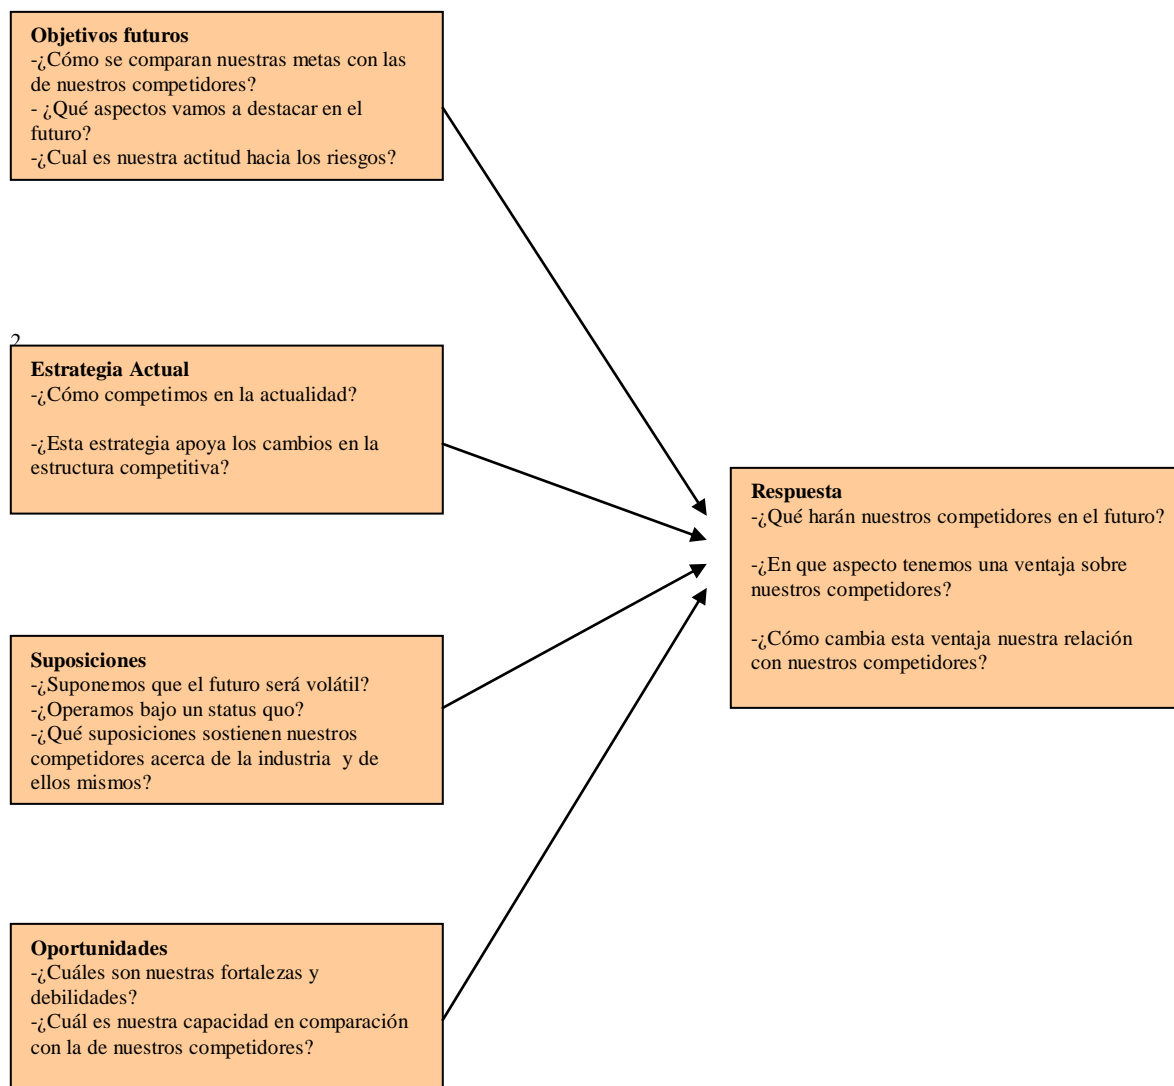 Objetivos futuros
-¿Cómo se comparan nuestras metas con las
de nuestros competidores?
- ¿Qué aspectos vamos a destacar en el
futuro?
-¿Cual es nuestra actitud hacia los riesgos?
2
Estrategia Actual
-¿Cómo competimos en la actualidad?
-¿Esta estrategia apoya los cambios en la
estructura competitiva?
Suposiciones
-¿Suponemos que el futuro será volátil?
-¿Operamos bajo un status quo?
-¿Qué suposiciones sostienen nuestros
competidores acerca de la industria  y de
ellos mismos?
Oportunidades
-¿Cuáles son nuestras fortalezas y
debilidades?
-¿Cuál es nuestra capacidad en comparación
con la de nuestros competidores?
Respuesta
-¿Qué harán nuestros competidores en el futuro?
-¿En que aspecto tenemos una ventaja sobre
nuestros competidores?
-¿Cómo cambia esta ventaja nuestra relación
con nuestros competidores?